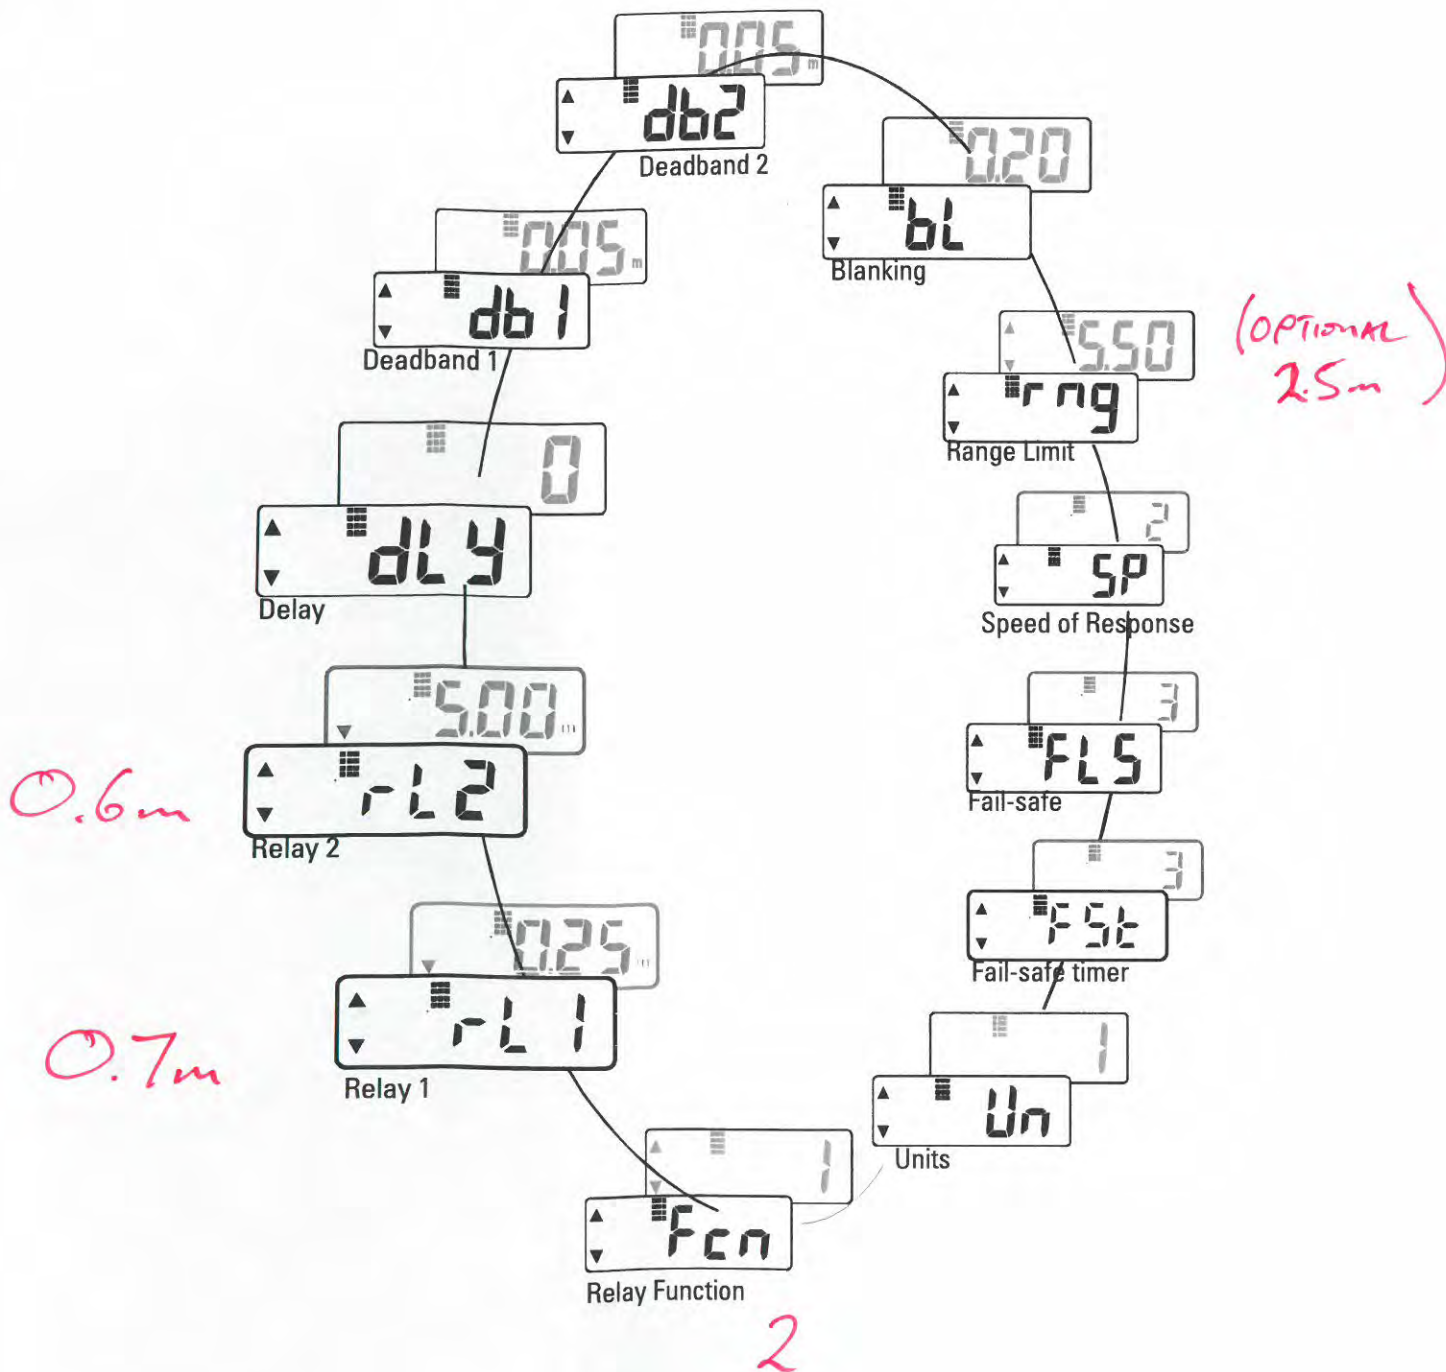 0.05 m
db2
Deadband 2
0.20
bL
Blanking
0.05 m
db1
Deadband 1
5.50
rng
Range Limit
(OPTIONAL
2.5m)
0
dLY
Delay
2
SP
Speed of Response
5.00 m
rL2
Relay 2
0.6m
3
FLS
Fail-safe
3
FSt
Fail-safe timer
0.25 m
rL1
Relay 1
0.7m
1
Un
Units
1
Fcn
Relay Function
2